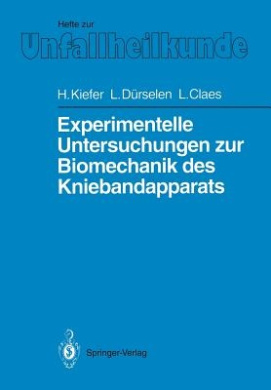 Hefte zur
Unfallheilkunde
H. Kiefer L. Dürselen L. Claes
Experimentelle
Untersuchungen zur
Biomechanik des
Kniebandapparats
Springer-Verlag